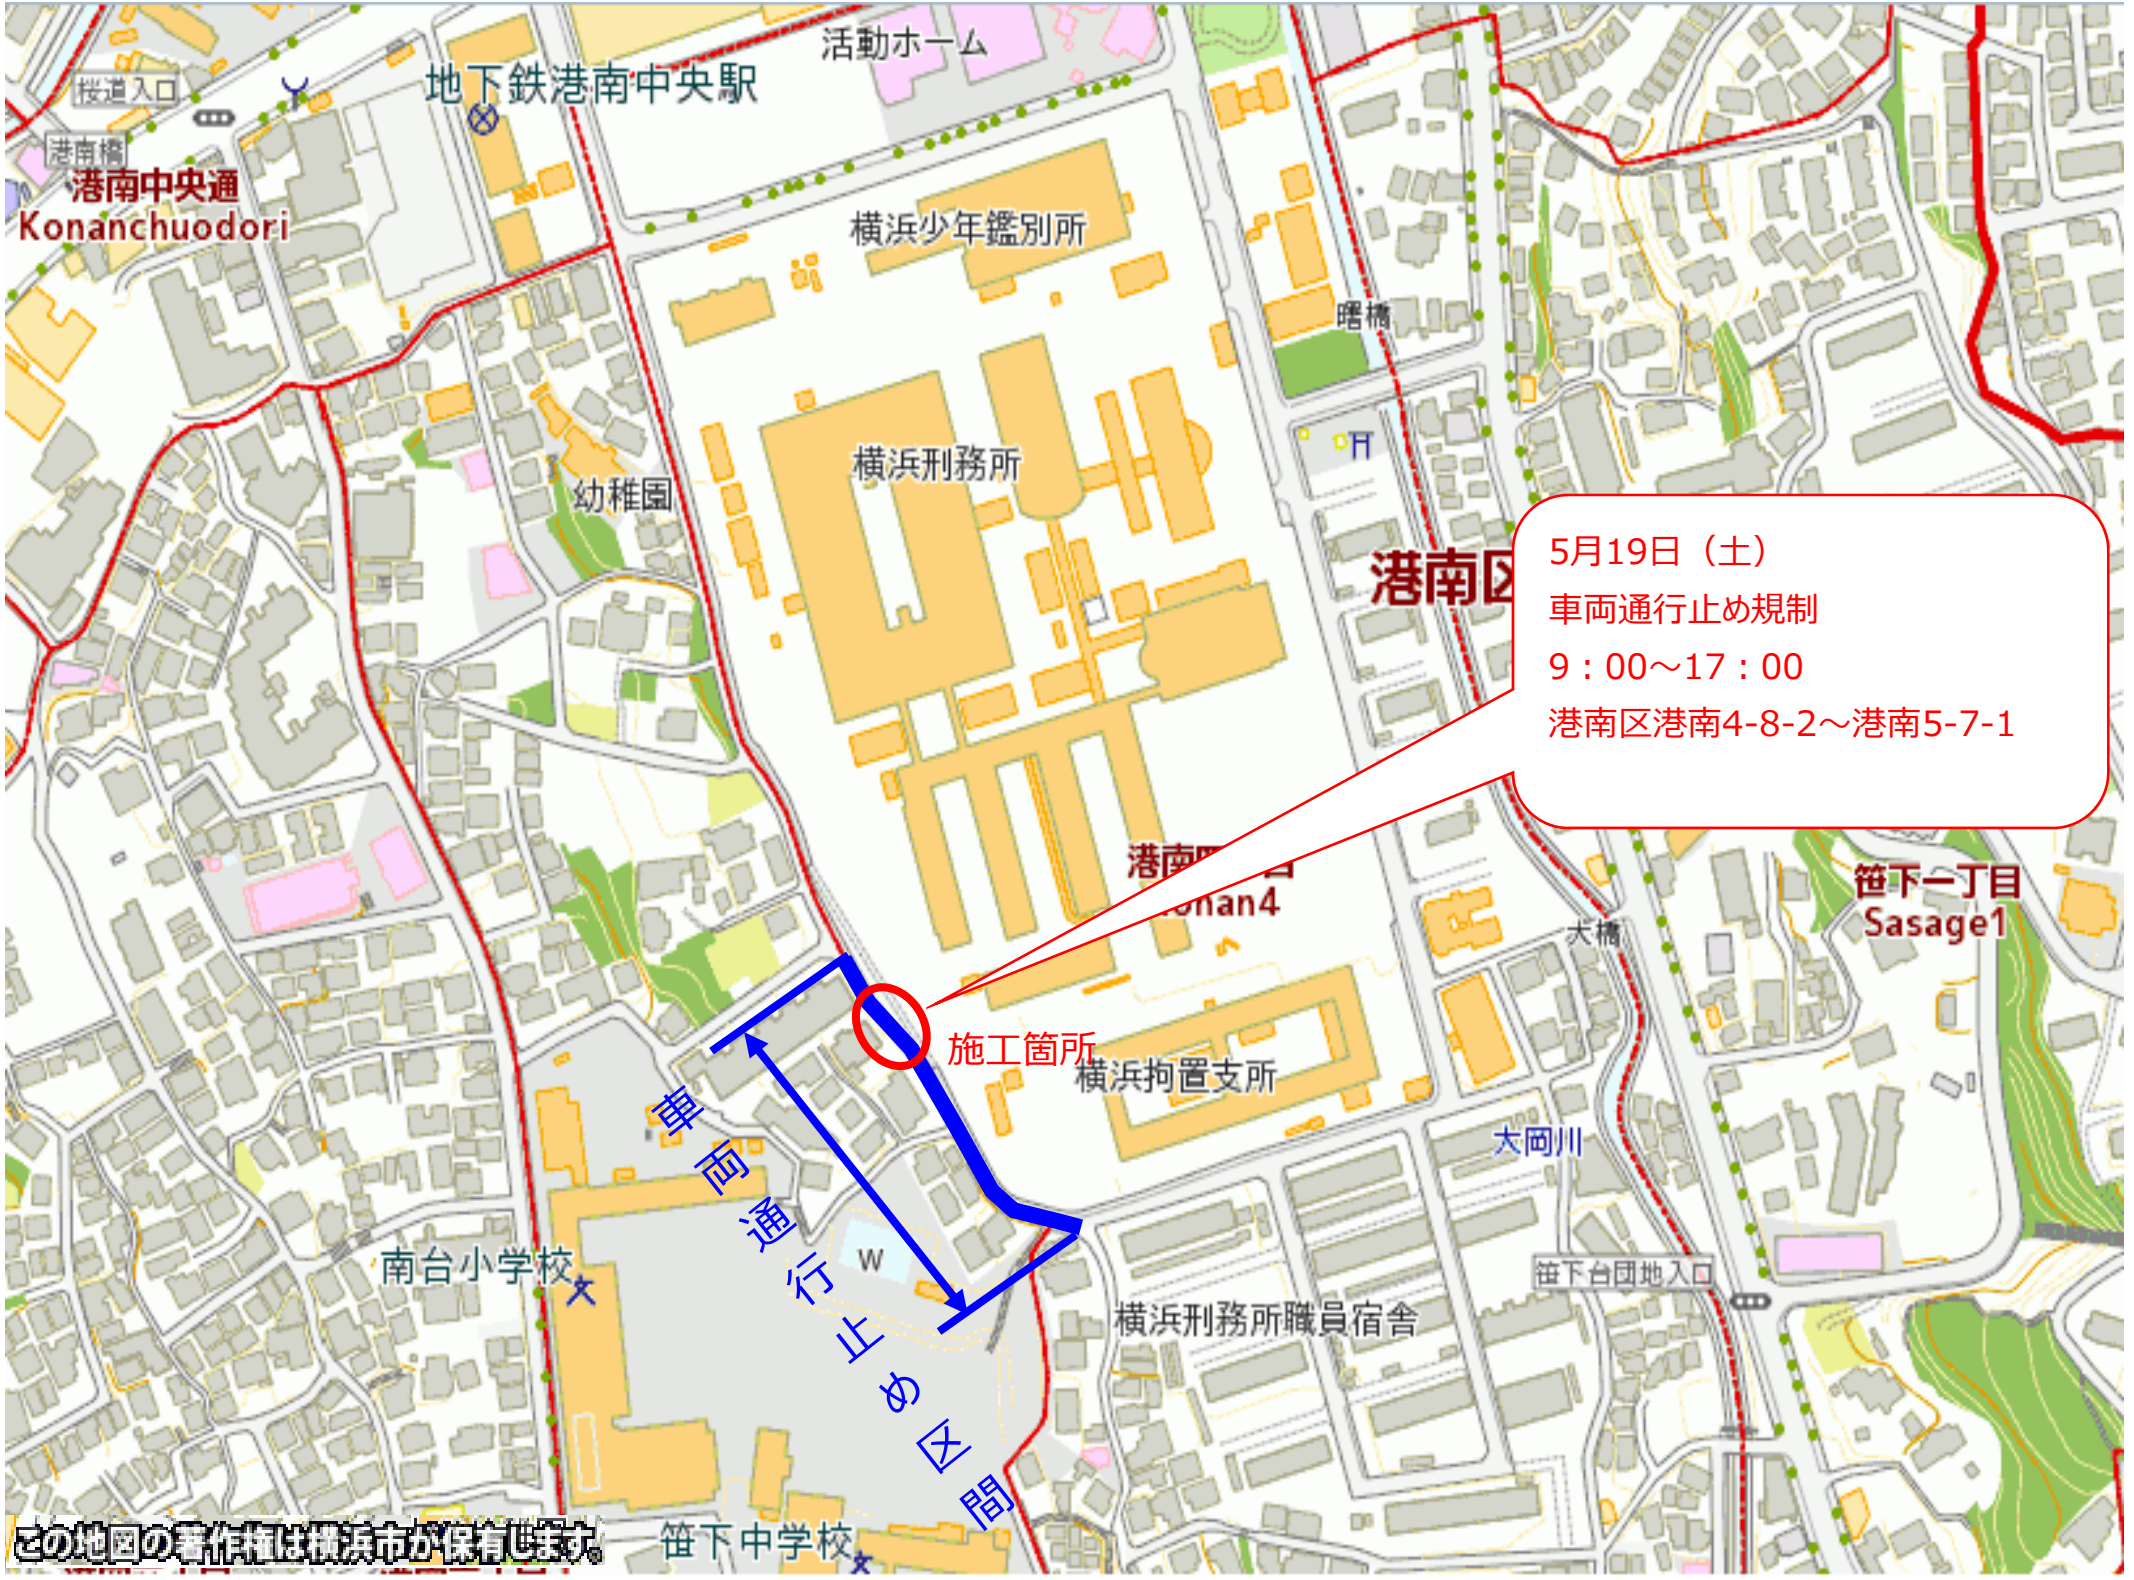 活動ホーム
地下鉄港南中央駅
桜道入口
港南橋
港南中央通
Konanchuodori
横浜少年鑑別所
曙橋
横浜刑務所
幼稚園
港南区
5月19日（土）
車両通行止め規制
9：00～17：00
港南区港南4-8-2～港南5-7-1
笹下一丁目
Sasage1
大橋
施工箇所
横浜拘置支所
大岡川
車両通行止め区間
南台小学校
W
笹下台団地入口
横浜刑務所職員宿舎
笹下中学校
この地図の著作権は横浜市が保有します。